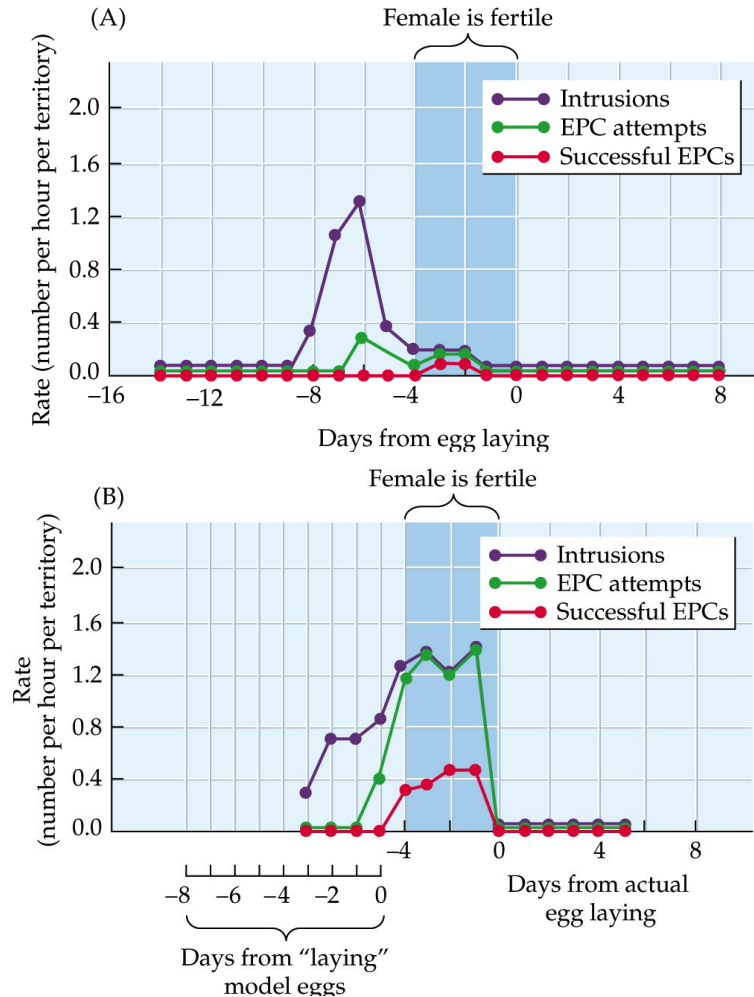 (A)
Female is fertile
Rate (number per hour per territory)
2.0
1.6
1.2
0.8
0.4
0.0
Intrusions
EPC attempts
Successful EPCs
–16 –12 –8 –4 0 4 8
Days from egg laying
(B)
Female is fertile
Rate
(number per hour per territory)
2.0
1.6
1.2
0.8
0.4
0.0
Intrusions
EPC attempts
Successful EPCs
–4 0 4 8
–8 –6 –4 –2 0
Days from actual
egg laying
Days from “laying”
model eggs